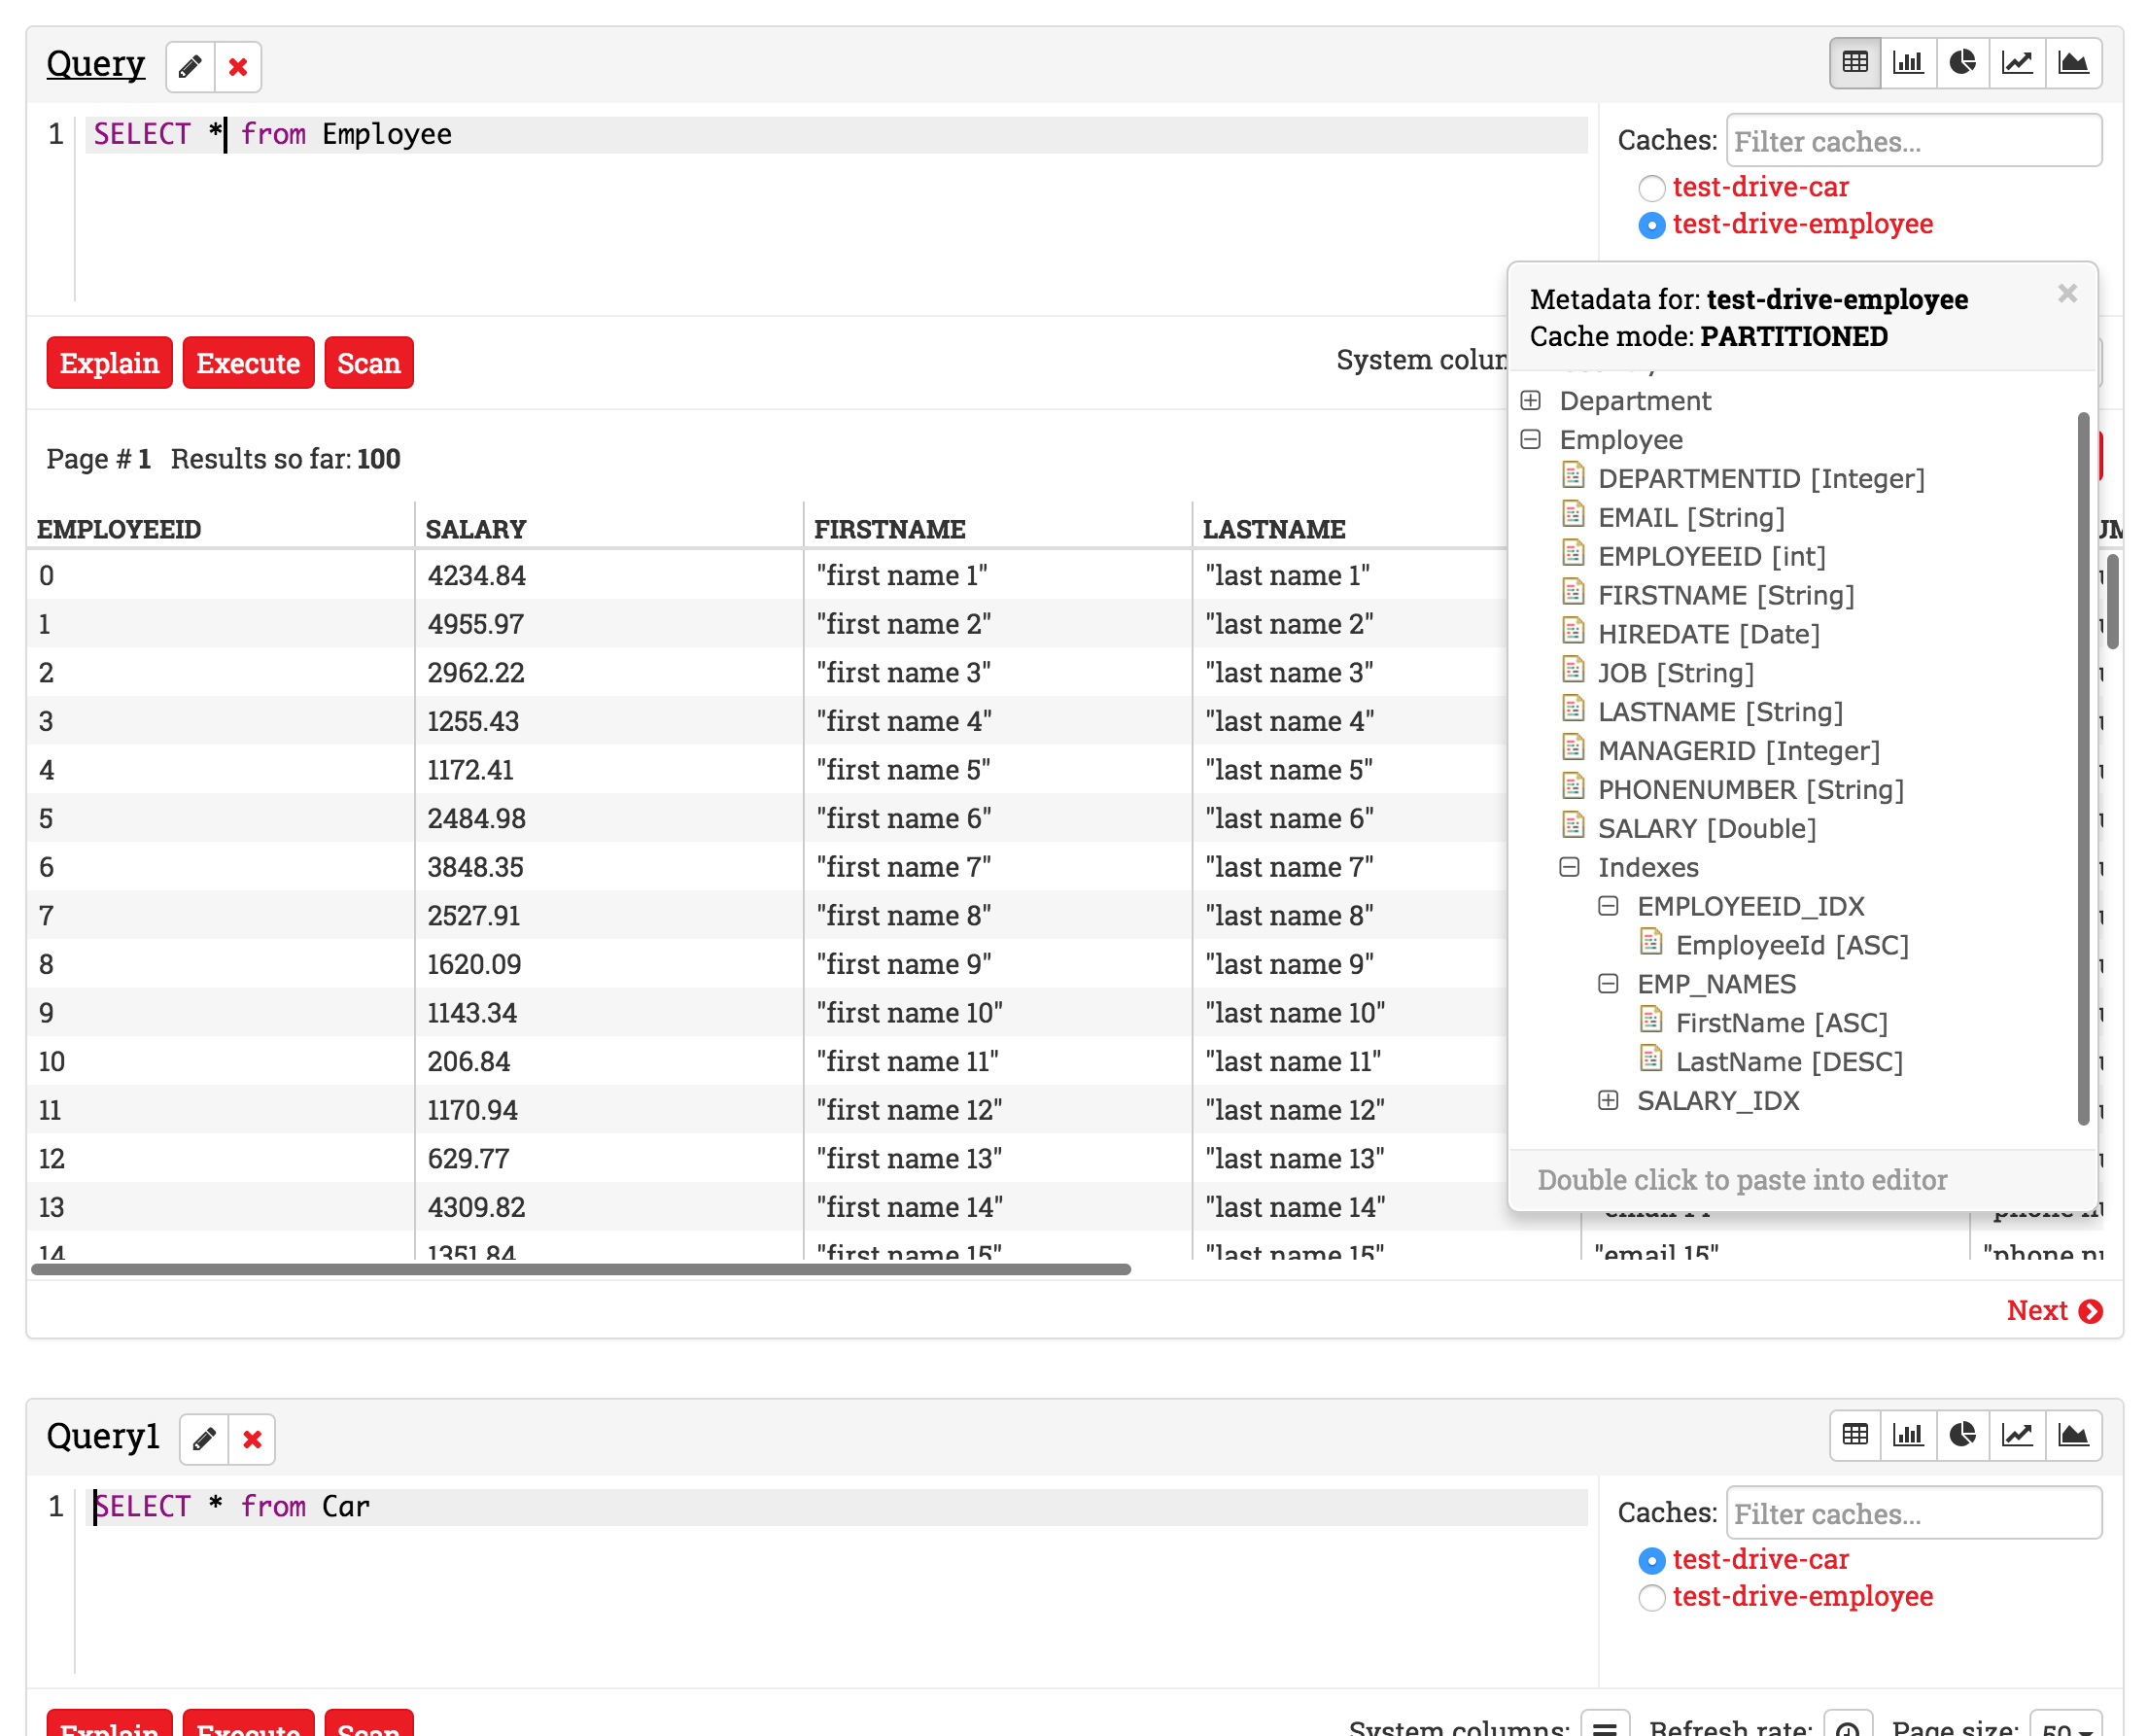 Query
1 SELECT * from Employee
Caches: Filter caches...
test-drive-car
test-drive-employee
Metadata for: test-drive-employee
Cache mode: PARTITIONED
Department
Employee
DEPARTMENTID [Integer]
EMAIL [String]
EMPLOYEEID [int]
FIRSTNAME [String]
HIREDATE [Date]
JOB [String]
LASTNAME [String]
MANAGERID [Integer]
PHONENUMBER [String]
SALARY [Double]
Indexes
EMPLOYEEID_IDX
EmployeeId [ASC]
EMP_NAMES
FirstName [ASC]
LastName [DESC]
SALARY_IDX
Double click to paste into editor
Explain Execute Scan System
Page # 1 Results so far: 100
EMPLOYEEID SALARY FIRSTNAME LASTNAME
0 4234.84 "first name 1" "last name 1"
1 4955.97 "first name 2" "last name 2"
2 2962.22 "first name 3" "last name 3"
3 1255.43 "first name 4" "last name 4"
4 1172.41 "first name 5" "last name 5"
5 2484.98 "first name 6" "last name 6"
6 3848.35 "first name 7" "last name 7"
7 2527.91 "first name 8" "last name 8"
8 1620.09 "first name 9" "last name 9"
9 1143.34 "first name 10" "last name 10"
10 206.84 "first name 11" "last name 11"
11 1170.94 "first name 12" "last name 12"
12 629.77 "first name 13" "last name 13"
13 4309.82 "first name 14" "last name 14"
14 1351.84 "first name 15" "last name 15" "email 15" "phone
Next
Query1
1 SELECT * from Car
Caches: Filter caches...
test-drive-car
test-drive-employee
Explain Execute Scan System columns: Refresh rate: Page size: 50